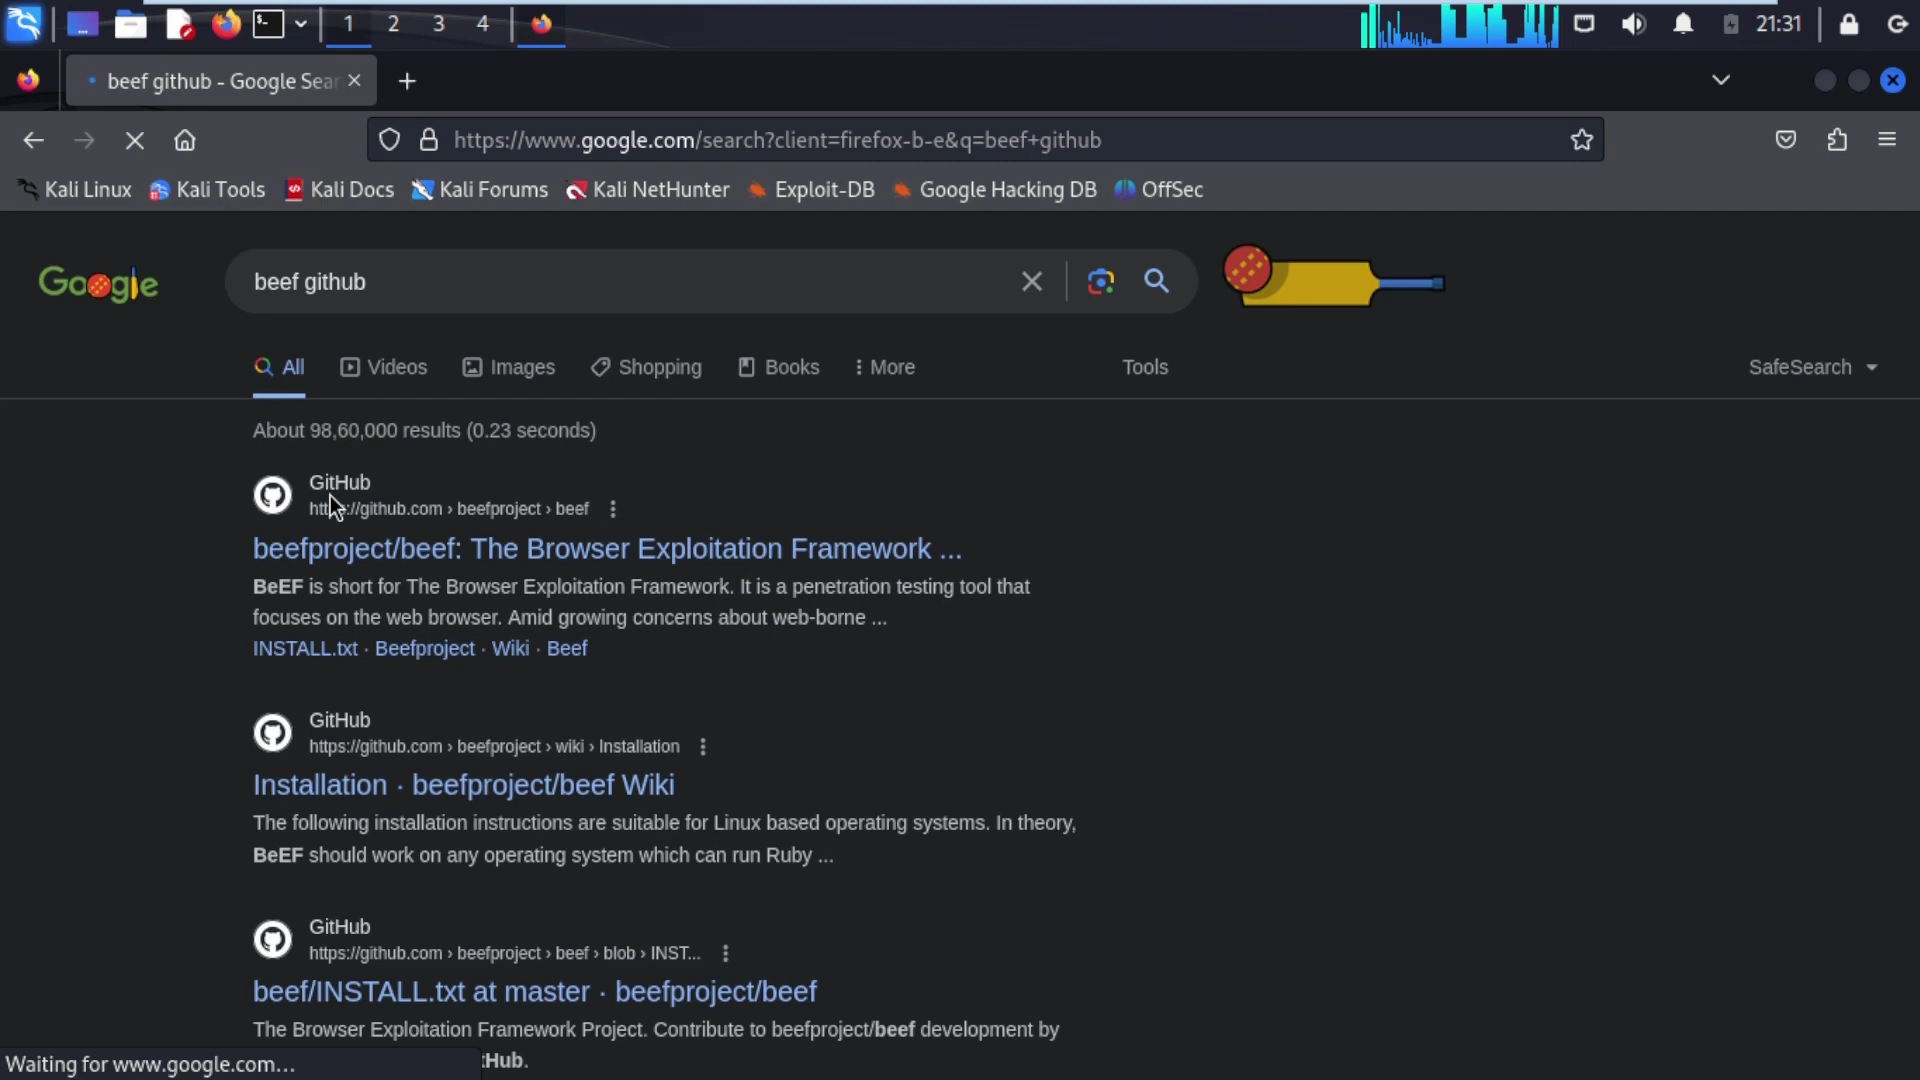 1 2 3 4 21:31
beef github - Google Sear
https://www.google.com/search?client=firefox-b-e&q=beef+github
Kali Linux Kali Tools Kali Docs Kali Forums Kali NetHunter Exploit-DB Google Hacking DB OffSec
Google
beef github
All Videos Images Shopping Books More Tools SafeSearch
About 98,60,000 results (0.23 seconds)
GitHub
https://github.com › beefproject › beef
beefproject/beef: The Browser Exploitation Framework ...
BeEF is short for The Browser Exploitation Framework. It is a penetration testing tool that
focuses on the web browser. Amid growing concerns about web-borne ...
INSTALL.txt · Beefproject · Wiki · Beef
GitHub
https://github.com › beefproject › wiki › Installation
Installation · beefproject/beef Wiki
The following installation instructions are suitable for Linux based operating systems. In theory,
BeEF should work on any operating system which can run Ruby ...
GitHub
https://github.com › beefproject › beef › blob › INST...
beef/INSTALL.txt at master · beefproject/beef
The Browser Exploitation Framework Project. Contribute to beefproject/beef development by
tHub.
Waiting for www.google.com...